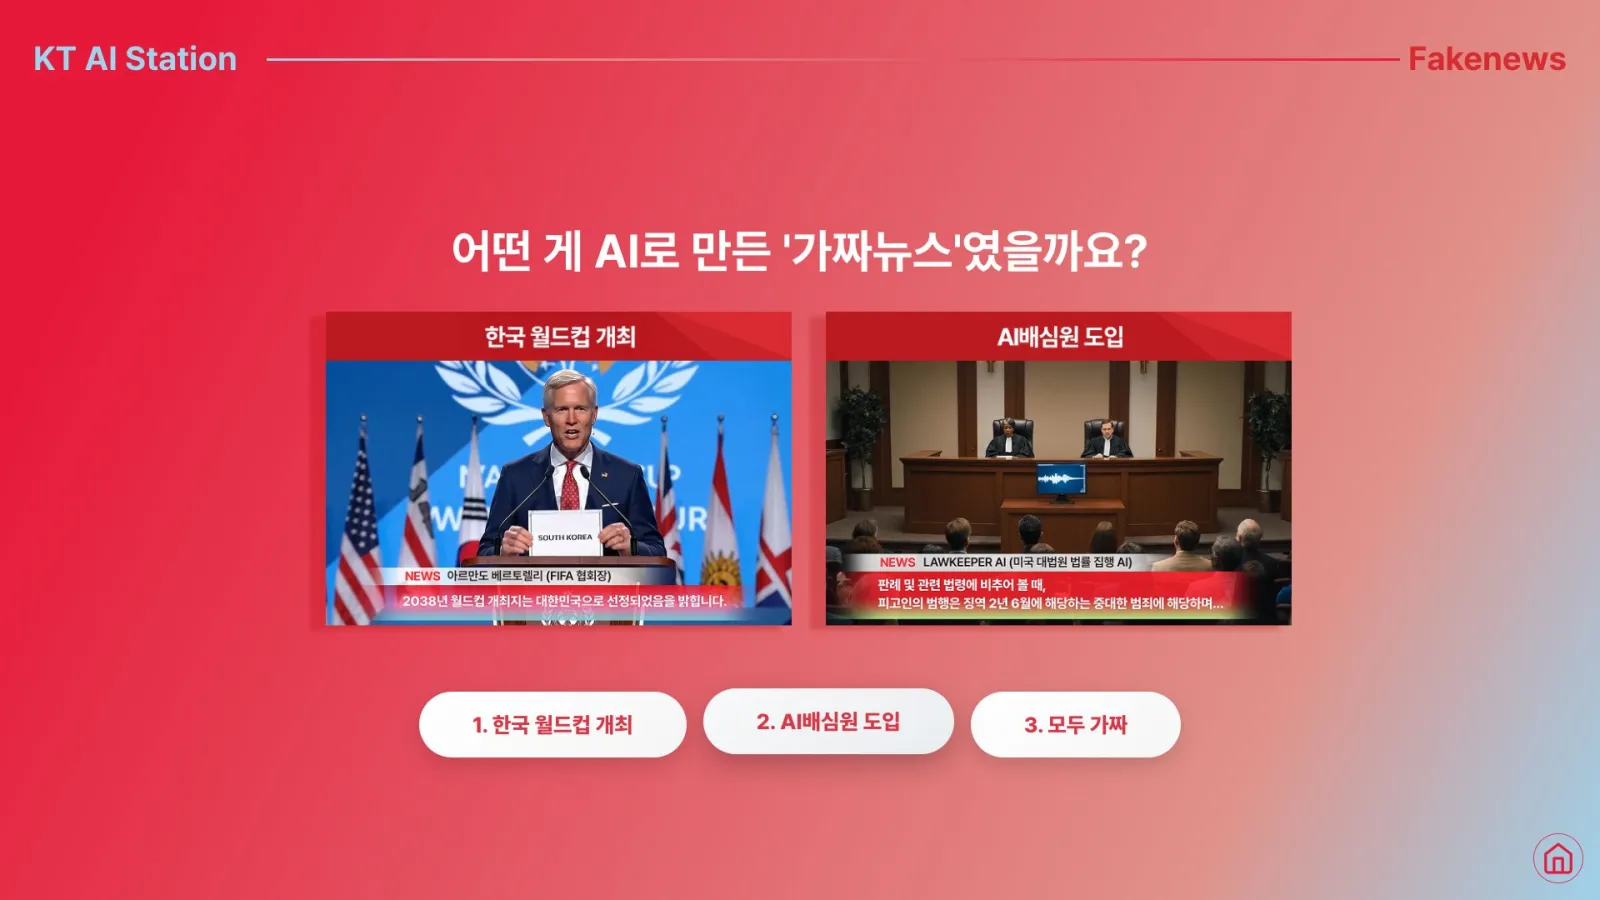 KT AI Station
Fakenews
어떤 게 AI로 만든 '가짜뉴스'였을까요?
한국 월드컵 개최
SOUTH KOREA
NEWS 아르만도 베르토렐리 (FIFA 협회장)
2038년 월드컵 개최지는 대한민국으로 선정되었음을 밝힙니다.
AI배심원 도입
NEWS LAWKEEPER AI (미국 대법원 법률 집행 AI)
판례 및 관련 법령에 비추어 볼 때,
피고인의 범행은 징역 2년 6월에 해당하는 중대한 범죄에 해당하며...
1. 한국 월드컵 개최
2. AI배심원 도입
3. 모두 가짜